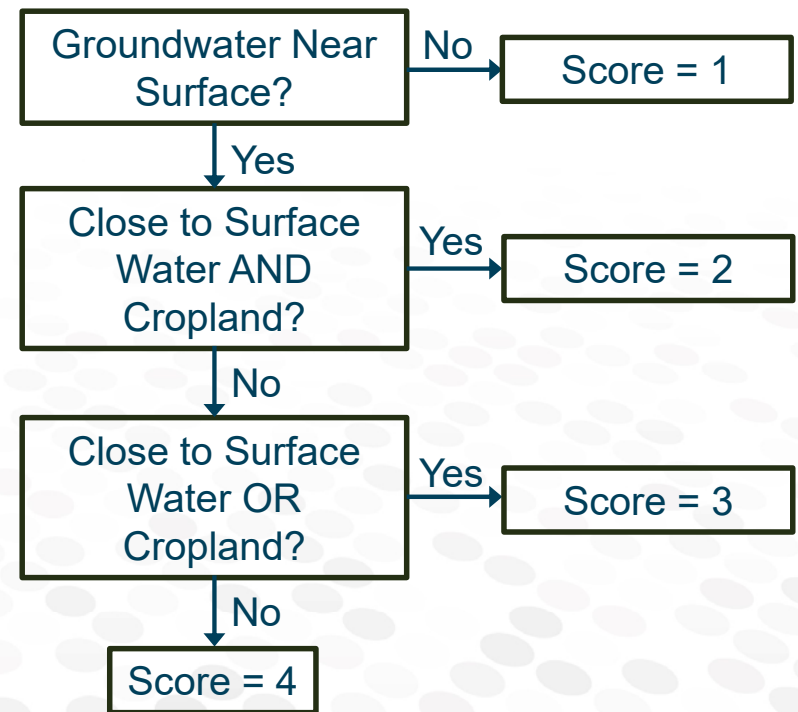 Groundwater Near
Surface?
No
Score = 1
Yes
Close to Surface
Water AND
Cropland?
Yes
Score = 2
No
Close to Surface
Water OR
Cropland?
Yes
Score = 3
No
Score = 4